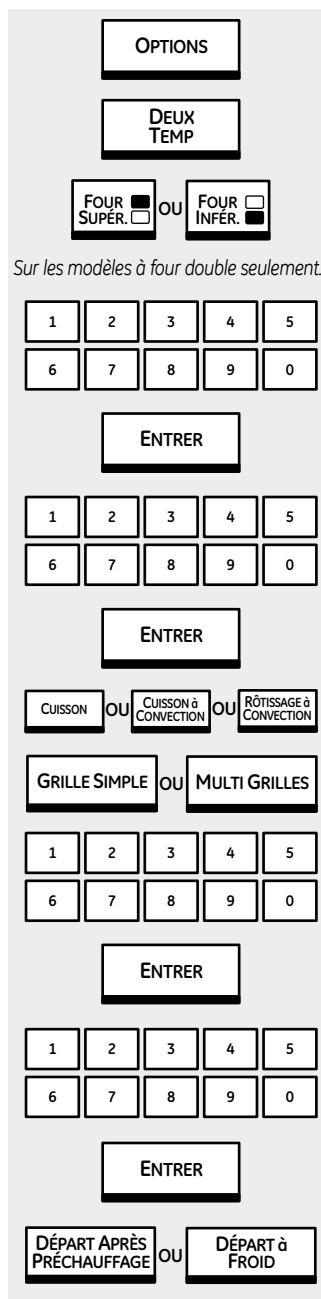 OPTIONS
DEUX
TEMP
FOUR
SUPÉR.
OU
FOUR
INFÉR.
Sur les modèles à four double seulement.
1 2 3 4 5
6 7 8 9 0
ENTRER
1 2 3 4 5
6 7 8 9 0
ENTRER
CUISSON OU CUISSON à
CONVECTION OU RÔTISSAGE à
CONVECTION
GRILLE SIMPLE OU MULTI GRILLES
1 2 3 4 5
6 7 8 9 0
ENTRER
1 2 3 4 5
6 7 8 9 0
ENTRER
DÉPART APRÈS
PRÉCHAUFFAGE OU DÉPART à
FROID